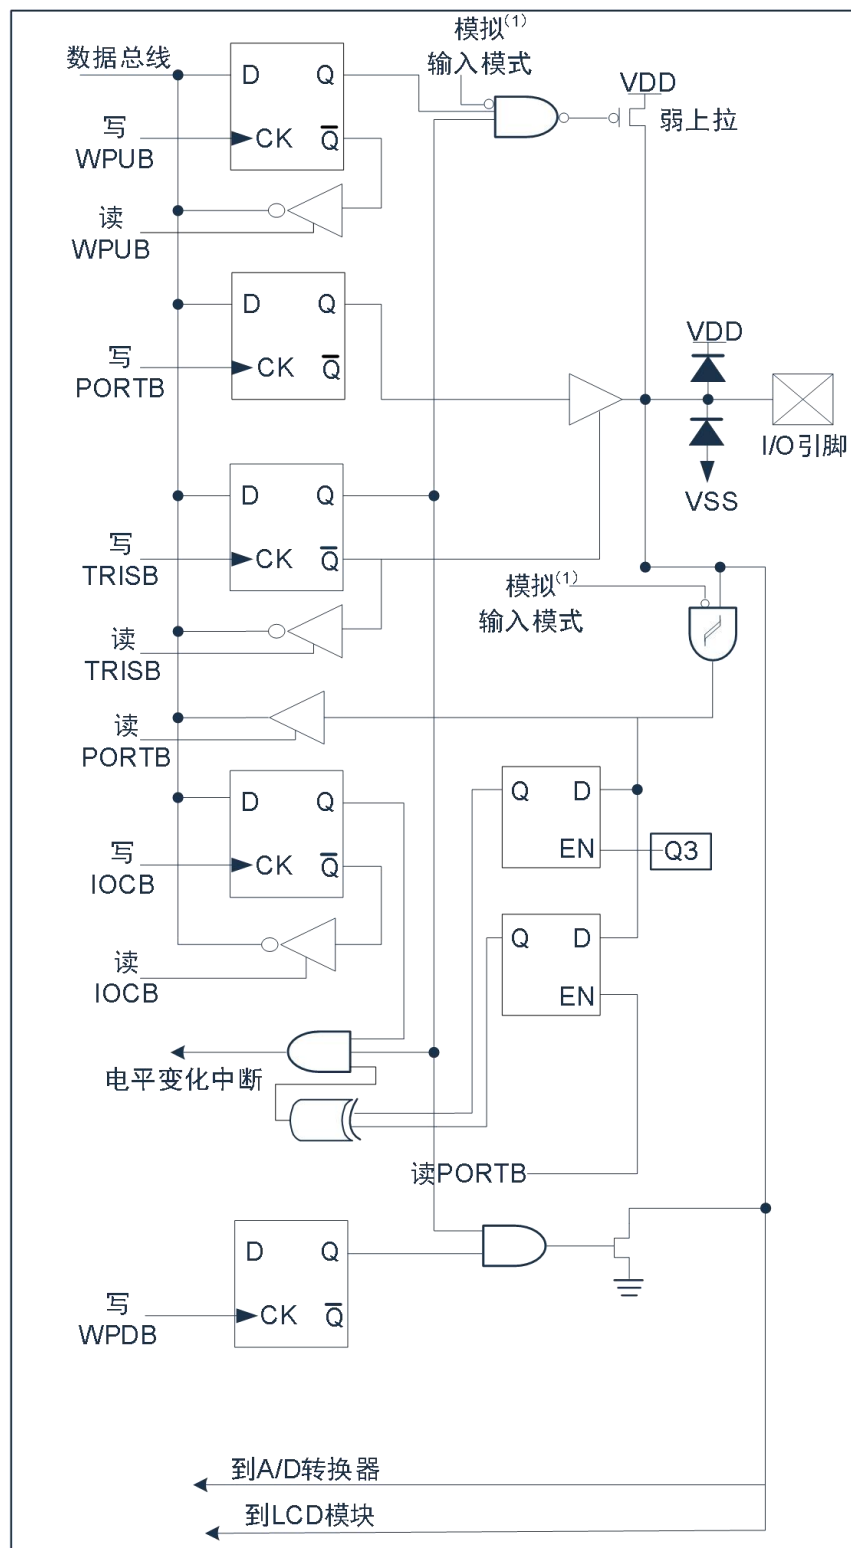 数据总线
D Q
写
WPUB
CK Q̅
读
WPUB
模拟(1)
输入模式
VDD
弱上拉
D Q
写
PORTB
CK Q̅
VDD
I/O引脚
VSS
D Q
写
TRISB
CK Q̅
读
TRISB
模拟(1)
输入模式
读
PORTB
D Q
写
IOCB
CK Q̅
读
IOCB
Q D
EN
Q3
Q D
EN
电平变化中断
读PORTB
D Q
写
WPDB
CK Q̅
到A/D转换器
到LCD模块